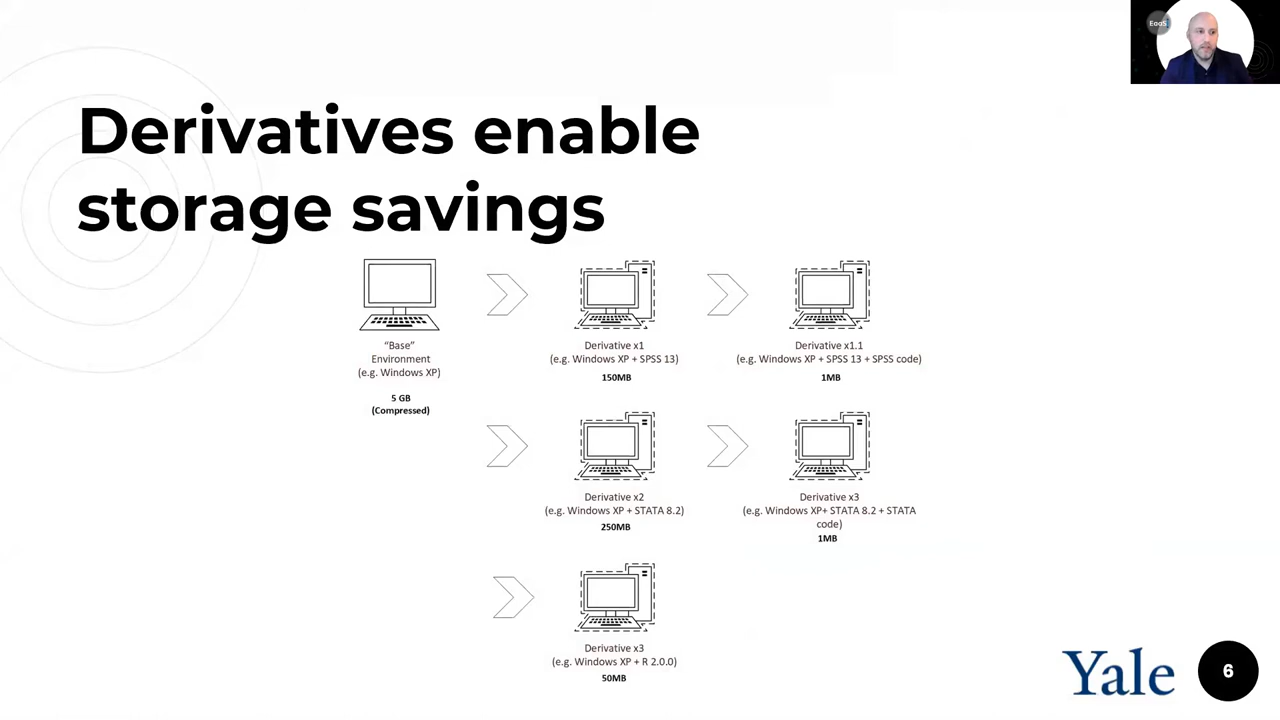 EaaS
Derivatives enable
storage savings
“Base”
Environment
(e.g. Windows XP)
5 GB
(Compressed)
Derivative x1
(e.g. Windows XP + SPSS 13)
150MB
Derivative x1.1
(e.g. Windows XP + SPSS 13 + SPSS code)
1MB
Derivative x2
(e.g. Windows XP + STATA 8.2)
250MB
Derivative x3
(e.g. Windows XP+ STATA 8.2 + STATA
code)
1MB
Derivative x3
(e.g. Windows XP + R 2.0.0)
50MB
Yale
6